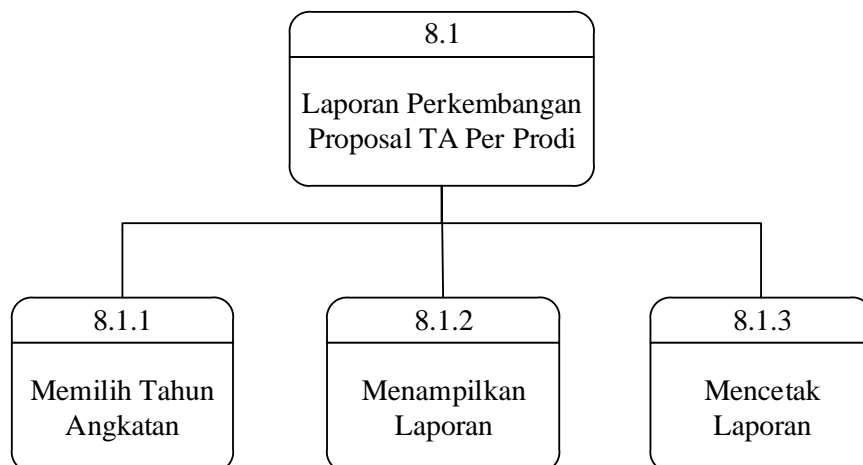 8.1
Laporan Perkembangan
Proposal TA Per Prodi
8.1.1
Memilih Tahun
Angkatan
8.1.2
Menampilkan
Laporan
8.1.3
Mencetak
Laporan